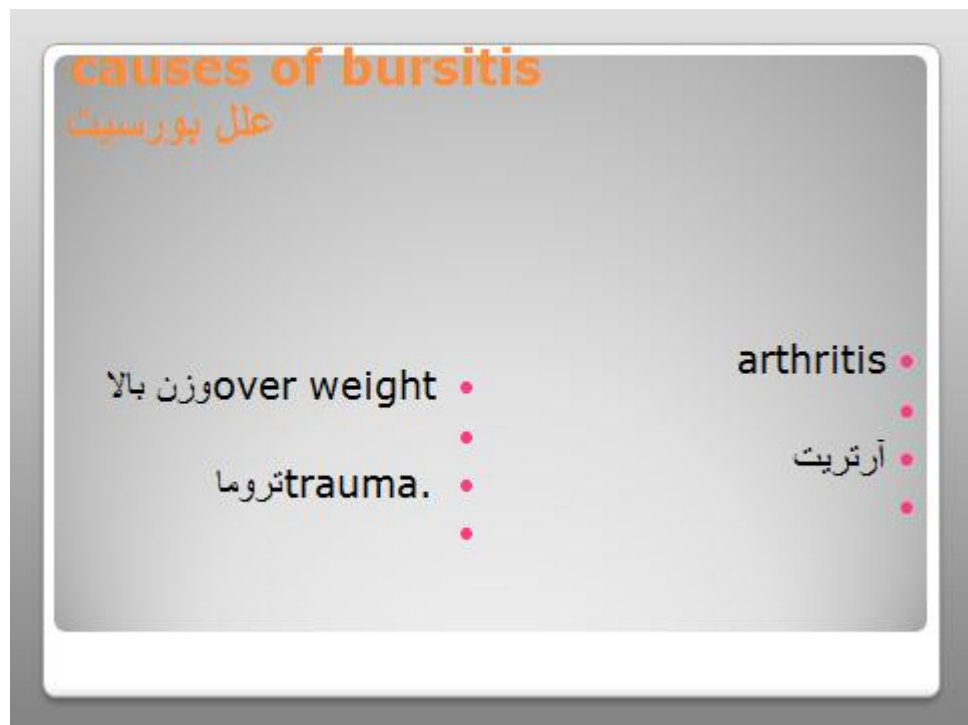 causes of bursitis
علل بورسیت
arthritis
آرتریت
over weightوزن بالا
trauma.تروما